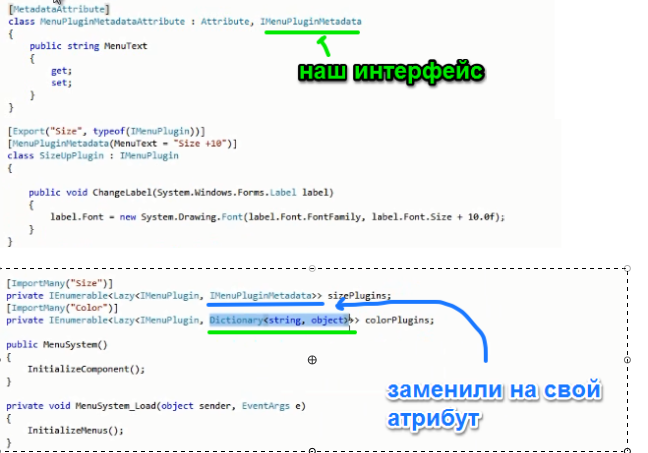 [MetadataAttribute]
class MenuPluginMetadataAttribute : Attribute, IMenuPluginMetadata
{
public string MenuText
{
get;
set;
}
}
наш интерфейс
[Export("Size", typeof(IMenuPlugin))]
[MenuPluginMetadata(MenuText = "Size +10")]
class SizeUpPlugin : IMenuPlugin
{
public void ChangeLabel(System.Windows.Forms.Label label)
{
label.Font = new System.Drawing.Font(label.Font.FontFamily, label.Font.Size + 10.0f);
}
}
[ImportMany("Size")]
private IEnumerable<Lazy<IMenuPlugin, IMenuPluginMetadata>> sizePlugins;
[ImportMany("Color")]
private IEnumerable<Lazy<IMenuPlugin, Dictionary<string, object>>> colorPlugins;
public MenuSystem()
{
InitializeComponent();
}
заменили на свой
атрибут
private void MenuSystem_Load(object sender, EventArgs e)
{
InitializeMenus();
}